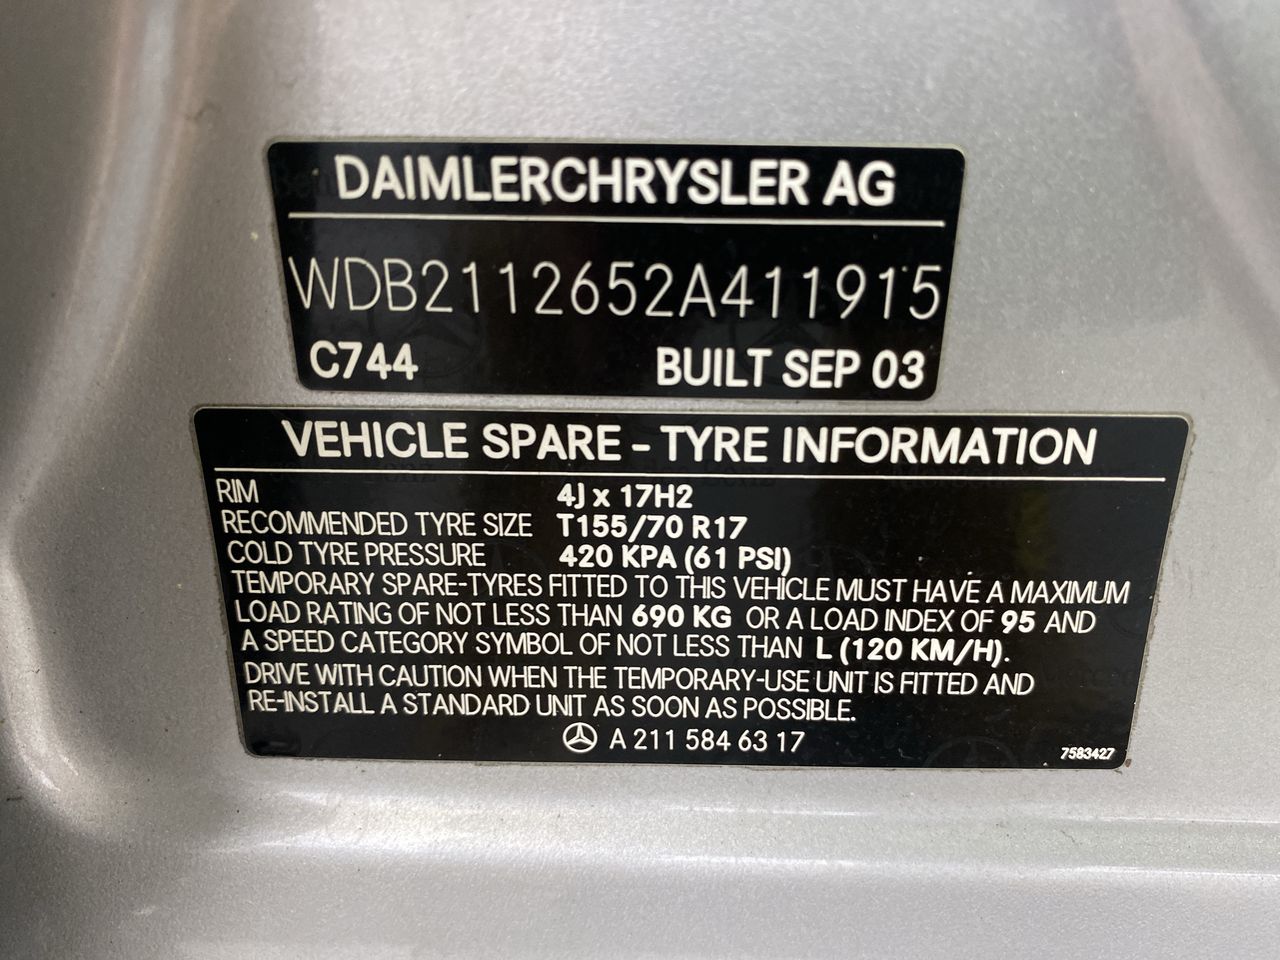 DAIMLERCHRYSLER AG
WDB2112652A411915
C744 BUILT SEP 03
VEHICLE SPARE - TYRE INFORMATION
RIM 4J x 17H2
RECOMMENDED TYRE SIZE T155/70 R17
COLD TYRE PRESSURE 420 KPA (61 PSI)
TEMPORARY SPARE-TYRES FITTED TO THIS VEHICLE MUST HAVE A MAXIMUM
LOAD RATING OF NOT LESS THAN 690 KG OR A LOAD INDEX OF 95 AND
A SPEED CATEGORY SYMBOL OF NOT LESS THAN L (120 KM/H).
DRIVE WITH CAUTION WHEN THE TEMPORARY-USE UNIT IS FITTED AND
RE-INSTALL A STANDARD UNIT AS SOON AS POSSIBLE.
A 211 584 63 17 7583427